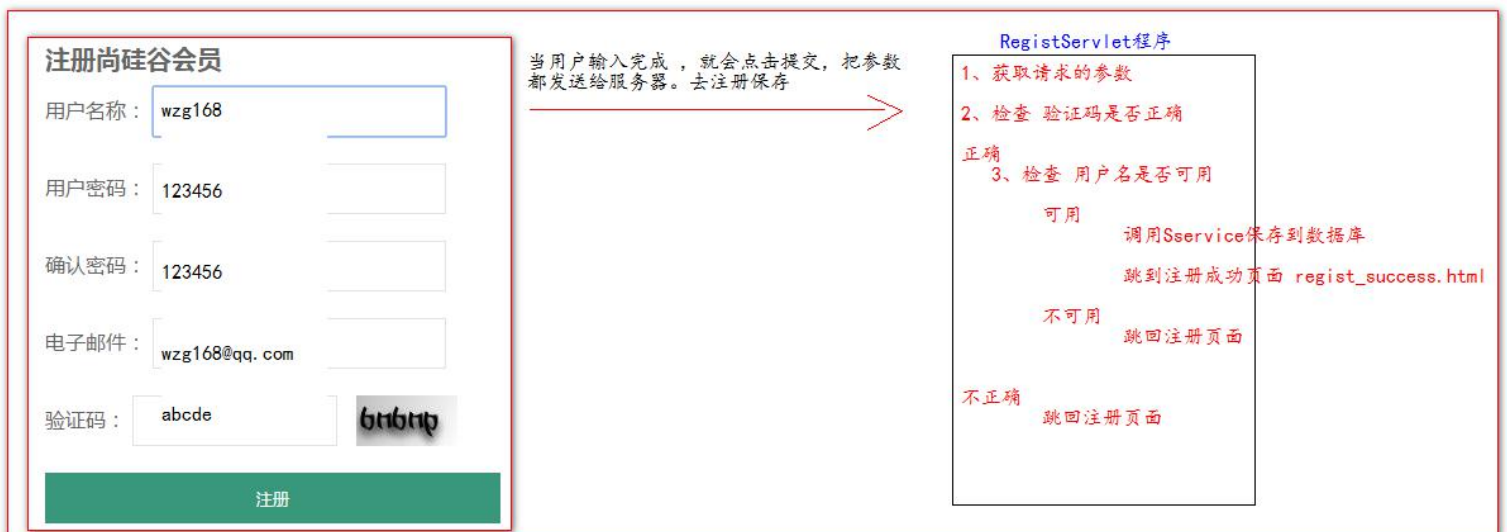 注册尚硅谷会员
用户名称：
wzg168
用户密码：
123456
确认密码：
123456
电子邮件：
wzg168@qq.com
验证码：
abcde
6n6np
注册
当用户输入完成 ，就会点击提交，把参数
都发送给服务器。去注册保存
RegistServlet程序
1、获取请求的参数
2、检查 验证码是否正确
正确
3、检查 用户名是否可用
可用
调用Sservice保存到数据库
跳到注册成功页面 regist_success.html
不可用
跳回注册页面
不正确
跳回注册页面